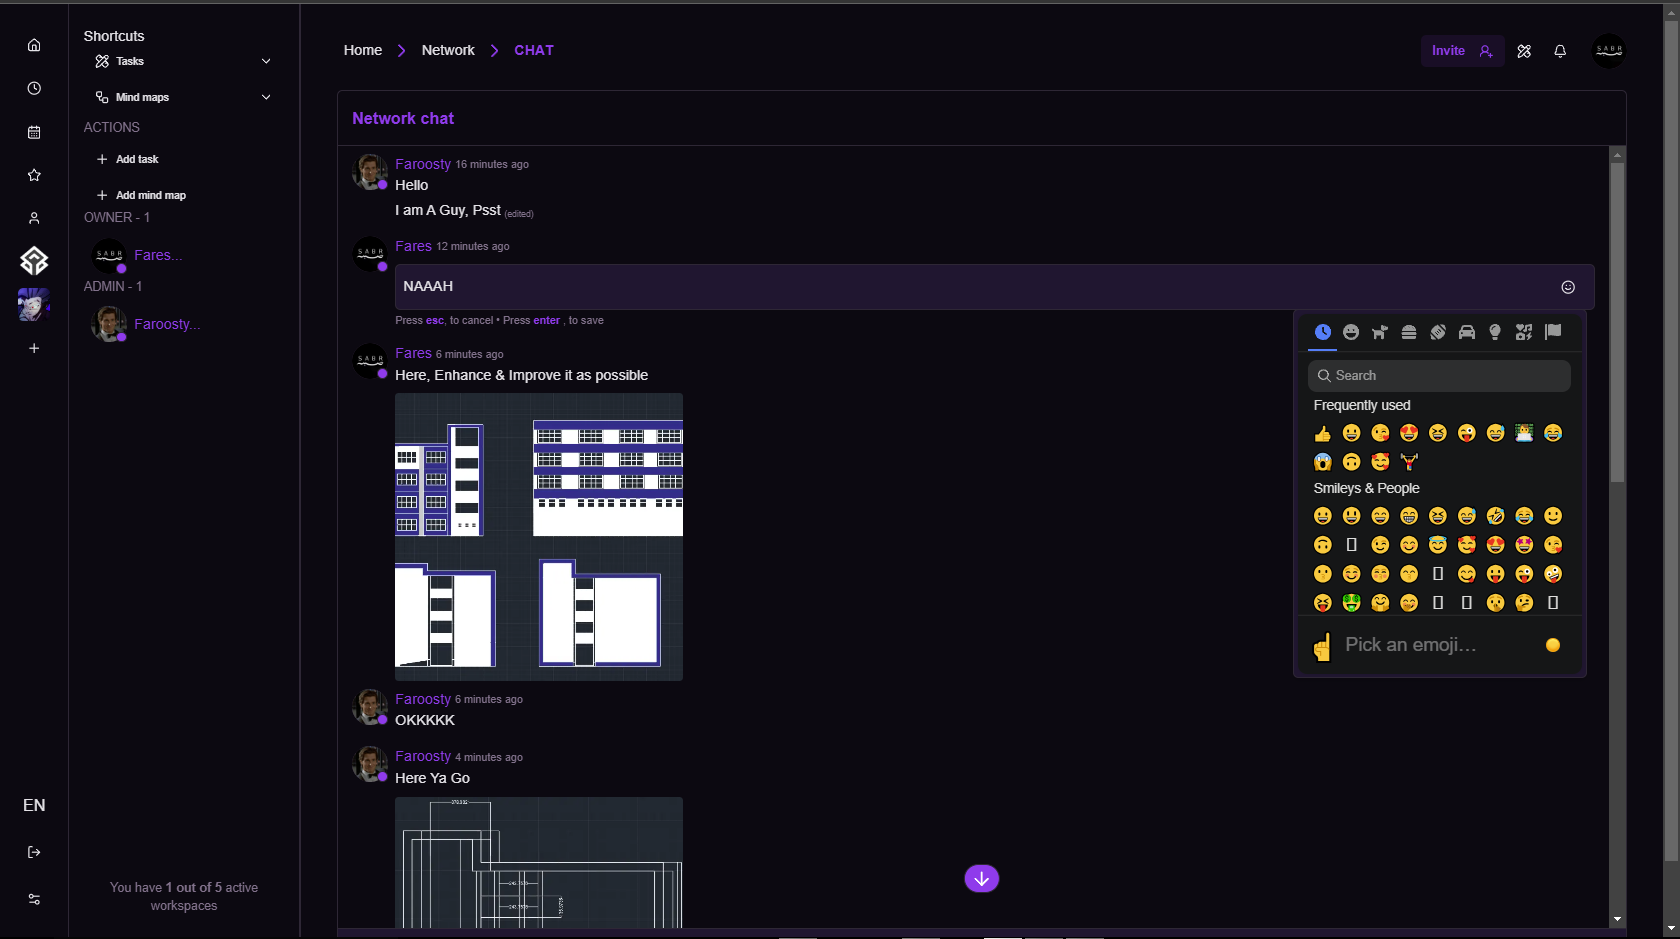 Shortcuts
Tasks
Mind maps
ACTIONS
Add task
Add mind map
OWNER - 1
SABR
Fares...
ADMIN - 1
Faroosty...
EN
You have 1 out of 5 active
workspaces
Home
Network
CHAT
Invite
SABR
Network chat
Faroosty 16 minutes ago
Hello
I am A Guy, Psst (edited)
SABR
Fares 12 minutes ago
NAAAH
Press esc, to cancel • Press enter , to save
SABR
Fares 6 minutes ago
Here, Enhance & Improve it as possible
Faroosty 6 minutes ago
OKKKKK
Faroosty 4 minutes ago
Here Ya Go
Search
Frequently used
Smileys & People
Pick an emoji…